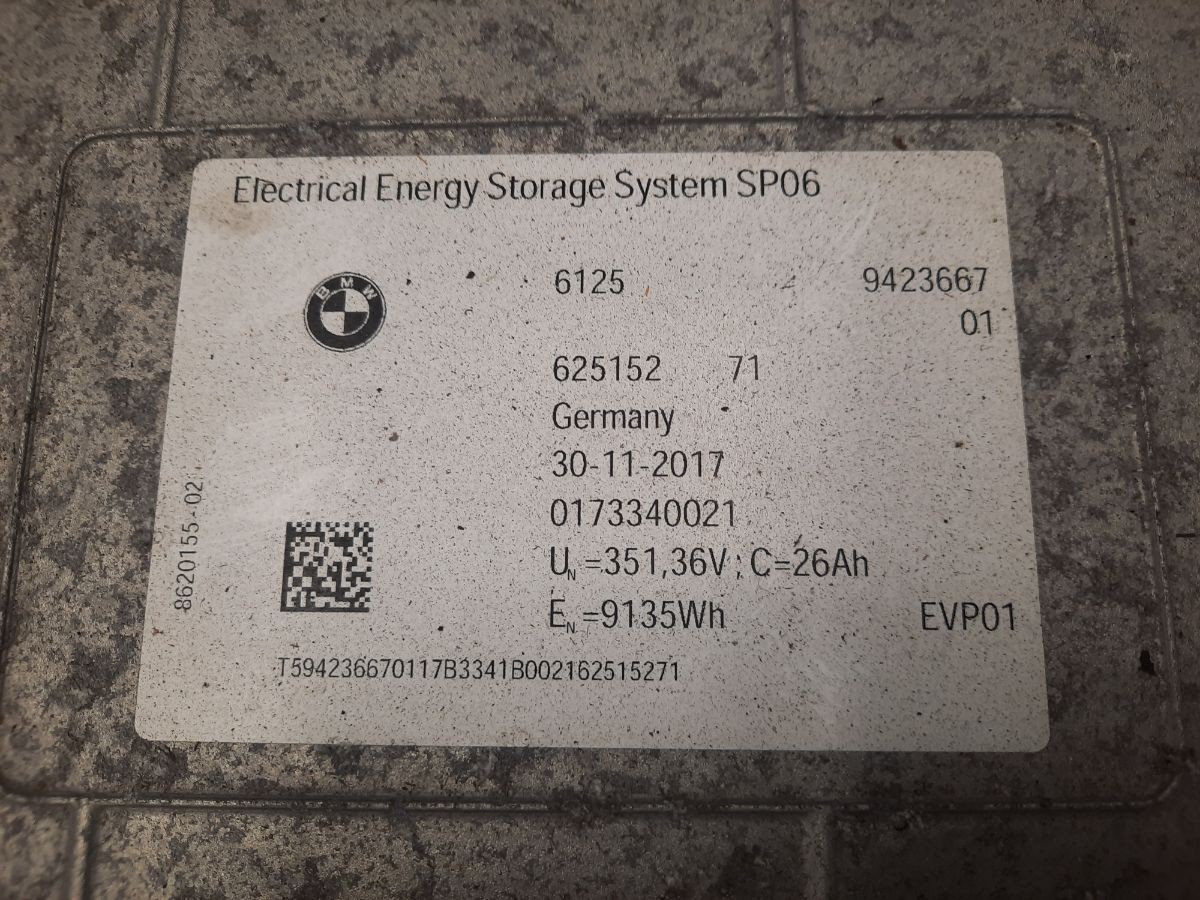 Electrical Energy Storage System SP06
BMW
6125 9423667
01
625152 71
Germany
30-11-2017
0173340021
UN =351,36V ; C=26Ah
EN =9135Wh EVP01
8620155-02
T594236670117B3341B002162515271